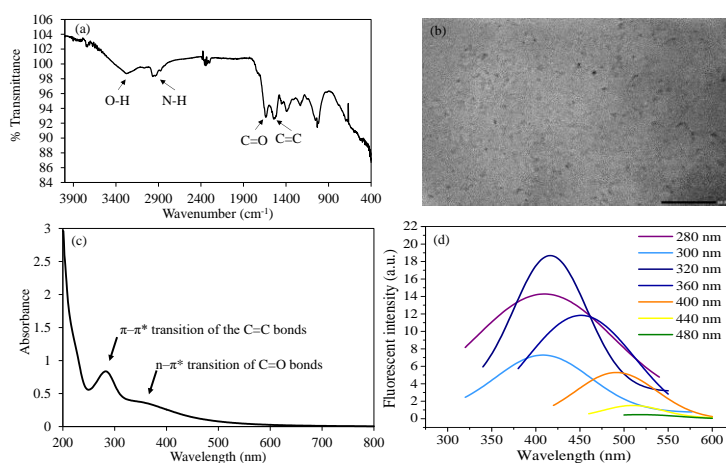 (a)
106
104
102
100
98
96
94
92
90
88
86
84
% Transmittance
O-H
N-H
C=O
C=C
3900 3400 2900 2400 1900 1400 900 400
Wavenumber (cm-1)
(b)
(c)
3
2.5
2
1.5
1
0.5
0
Absorbance
π–π* transition of the C=C bonds
n–π* transition of C=O bonds
200 300 400 500 600 700 800
Wavelength (nm)
(d)
22
20
18
16
14
12
10
8
6
4
2
0
Fluorescent intensity (a.u.)
280 nm
300 nm
320 nm
360 nm
400 nm
440 nm
480 nm
300 350 400 450 500 550 600
Wavelength (nm)